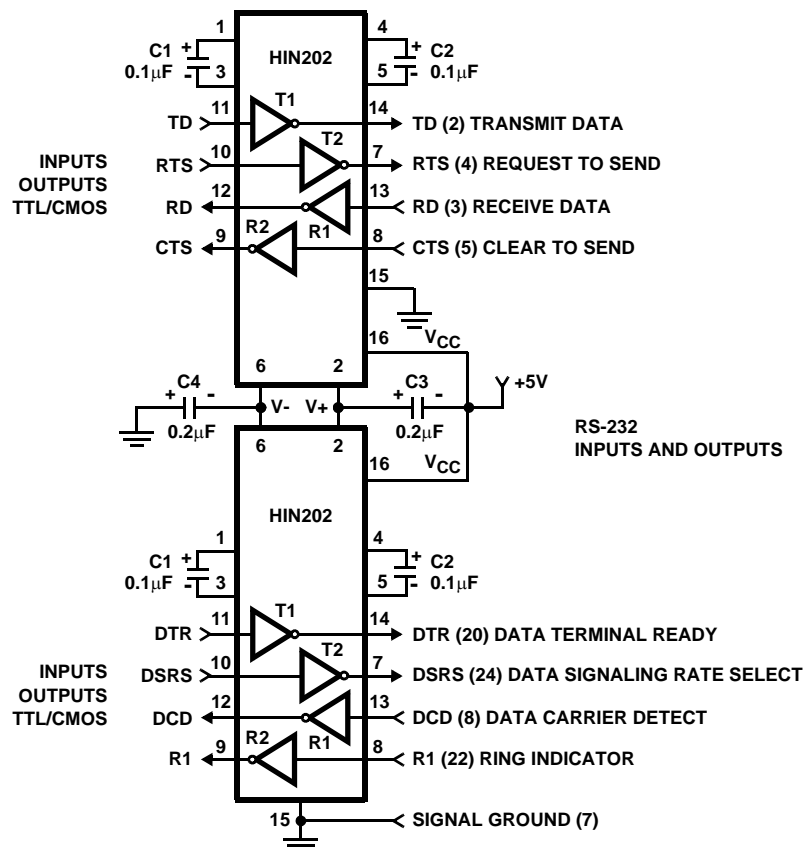 1
4
HIN202
C1
+
0.1µF
-
3
+
C2
0.1µF
-
5
T1
TD
11
14
TD (2) TRANSMIT DATA
T2
INPUTS
OUTPUTS
TTL/CMOS
RTS
10
7
RTS (4) REQUEST TO SEND
RD
12
13
RD (3) RECEIVE DATA
R2
R1
CTS
9
8
CTS (5) CLEAR TO SEND
15
16
VCC
6
2
C4
+
-
0.2µF
V-
V+
C3
+
-
0.2µF
+5V
RS-232
INPUTS AND OUTPUTS
6
2
16
VCC
HIN202
1
4
C1
+
0.1µF
-
3
+
C2
0.1µF
-
5
T1
DTR
11
14
DTR (20) DATA TERMINAL READY
T2
INPUTS
OUTPUTS
TTL/CMOS
DSRS
10
7
DSRS (24) DATA SIGNALING RATE SELECT
DCD
12
13
DCD (8) DATA CARRIER DETECT
R2
R1
R1
9
8
R1 (22) RING INDICATOR
15
SIGNAL GROUND (7)